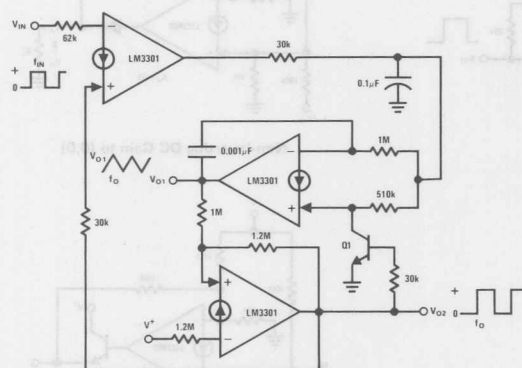 V_IN
62k
f_IN
+
0
−
+
LM3301
30k
0.1μF
0.001μF
−
1M
V_O1
f_O
V_O1
LM3301
+
510k
1M
30k
1.2M
Q1
30k
+
LM3301
V_O2
+
0
f_O
V+
1.2M
−